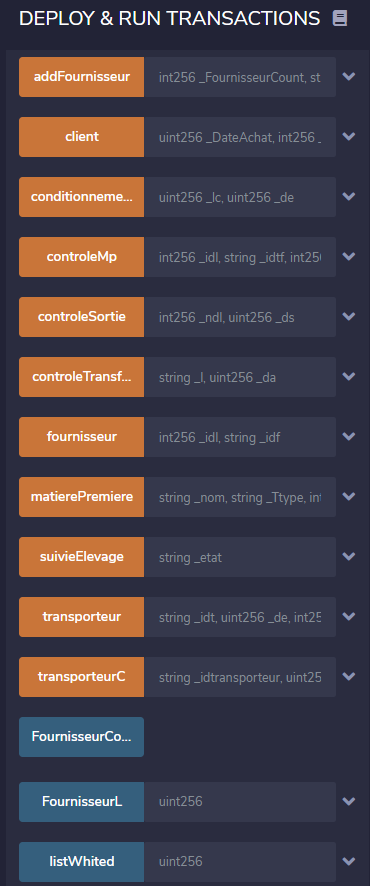 DEPLOY & RUN TRANSACTIONS
addFournisseur int256 _FournisseurCount, st
client uint256 _DateAchat, int256 _
conditionneme... uint256 _lc, uint256 _de
controleMp int256 _idl, string _idtf, int25
controleSortie int256 _ndl, uint256 _ds
controleTransf... string _l, uint256 _da
fournisseur int256 _idl, string _idf
matierePremiere string _nom, string _Ttype, int
suivieElevage string _etat
transporteur string _idt, uint256 _de, int25
transporteurC string _idtransporteur, uint25
FournisseurCo...
FournisseurL uint256
listWhited uint256